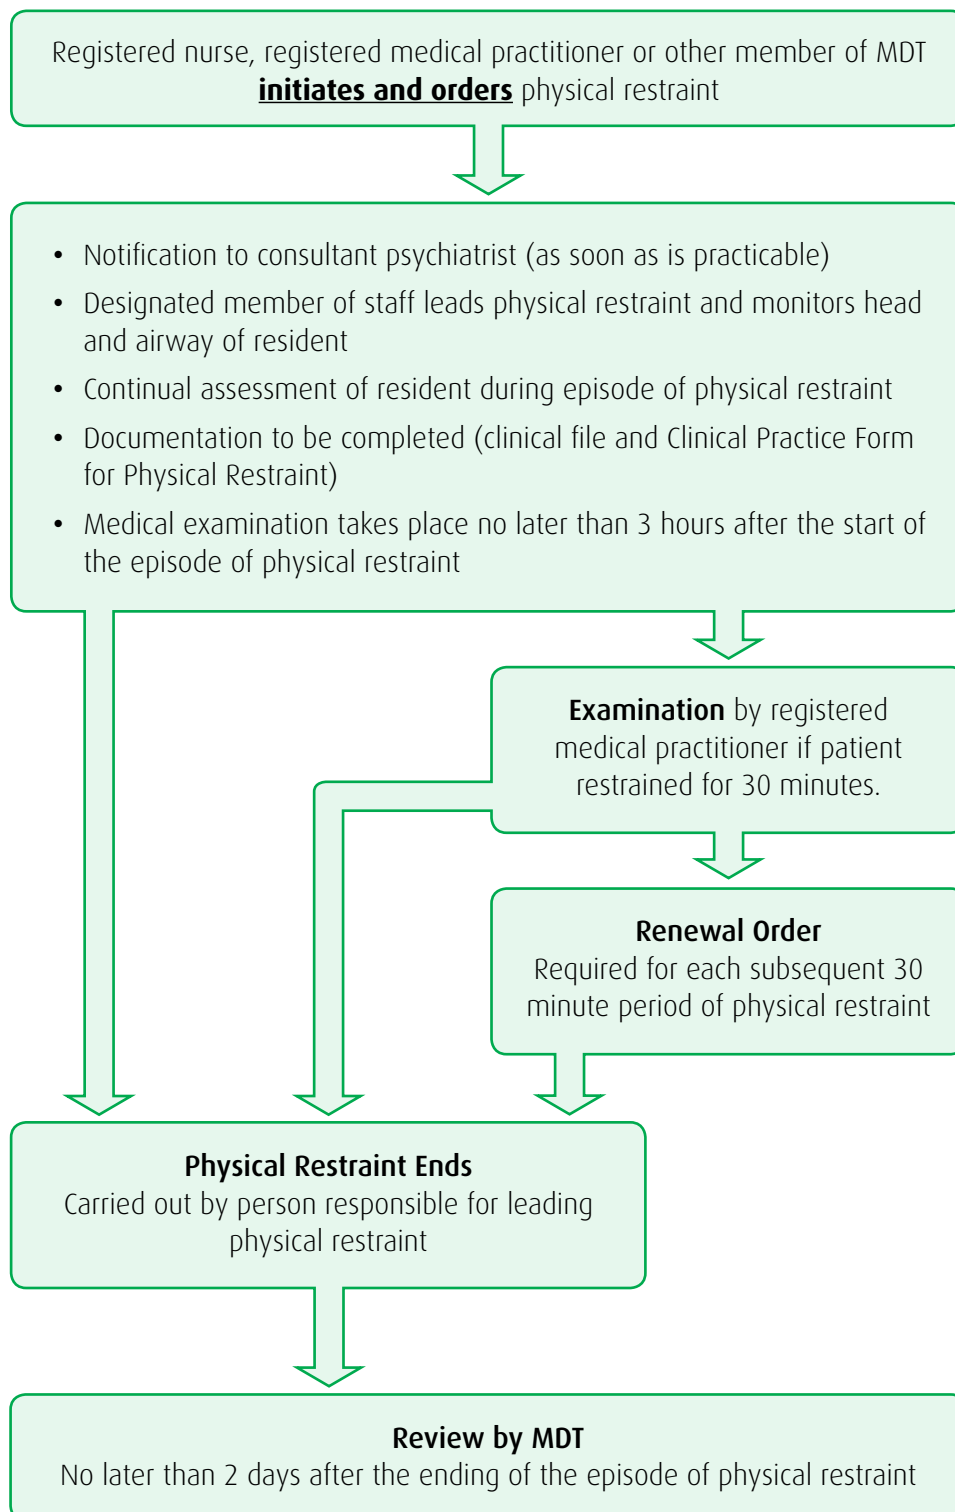 Registered nurse, registered medical practitioner or other member of MDT
initiates and orders physical restraint
• Notification to consultant psychiatrist (as soon as is practicable)
• Designated member of staff leads physical restraint and monitors head
and airway of resident
• Continual assessment of resident during episode of physical restraint
• Documentation to be completed (clinical file and Clinical Practice Form
for Physical Restraint)
• Medical examination takes place no later than 3 hours after the start of
the episode of physical restraint
Examination by registered
medical practitioner if patient
restrained for 30 minutes.
Renewal Order
Required for each subsequent 30
minute period of physical restraint
Physical Restraint Ends
Carried out by person responsible for leading
physical restraint
Review by MDT
No later than 2 days after the ending of the episode of physical restraint